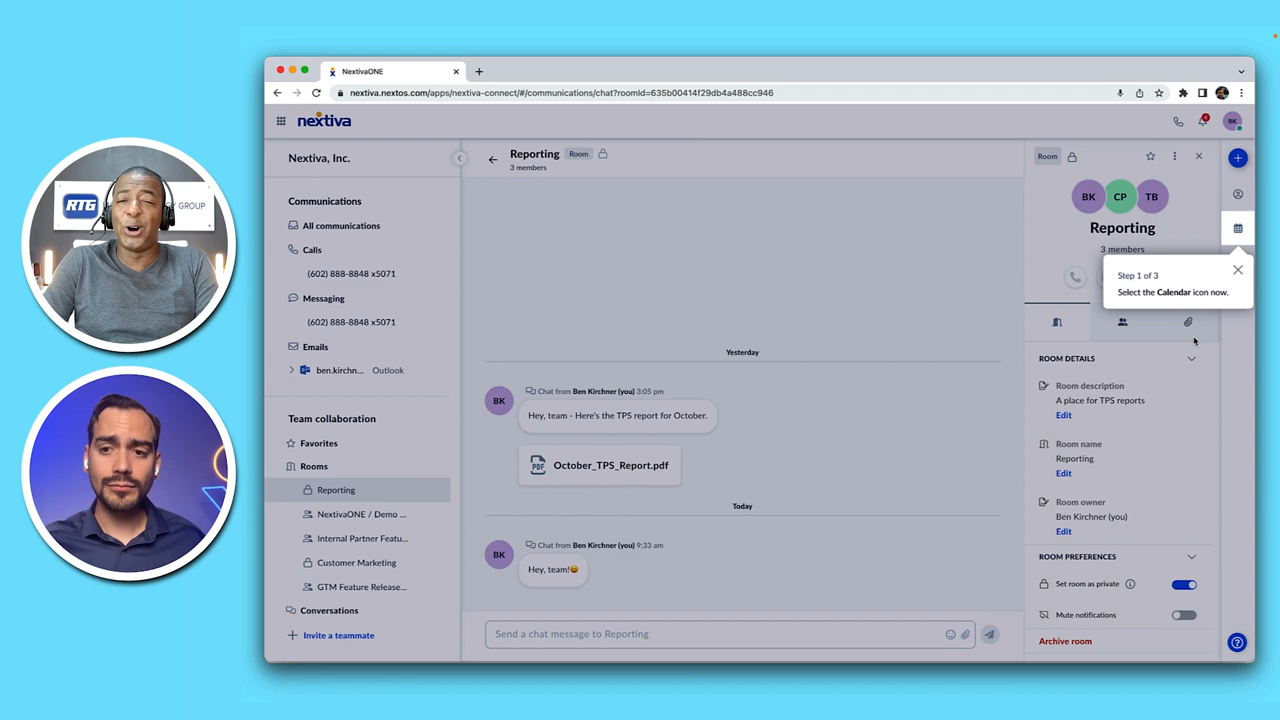 RTG
Y GROUP
NextivaONE
nextiva.nextos.com/apps/nextiva-connect/#/communications/chat?roomId=635b00414f29db4a488cc946
nextiva
BK
Nextiva, Inc.
Communications
All communications
Calls
(602) 888-8848 x5071
Messaging
(602) 888-8848 x5071
Emails
ben.kirchn... Outlook
Team collaboration
Favorites
Rooms
Reporting
NextivaONE / Demo ...
Internal Partner Featu...
Customer Marketing
GTM Feature Release...
Conversations
Invite a teammate
Reporting Room
3 members
Yesterday
BK
Chat from Ben Kirchner (you) 3:05 pm
Hey, team - Here's the TPS report for October.
PDF
October_TPS_Report.pdf
Today
BK
Chat from Ben Kirchner (you) 9:33 am
Hey, team!😀
Send a chat message to Reporting
Room
BK CP TB
Reporting
3 members
Step 1 of 3
Select the Calendar icon now.
ROOM DETAILS
Room description
A place for TPS reports
Edit
Room name
Reporting
Edit
Room owner
Ben Kirchner (you)
Edit
ROOM PREFERENCES
Set room as private
Mute notifications
Archive room